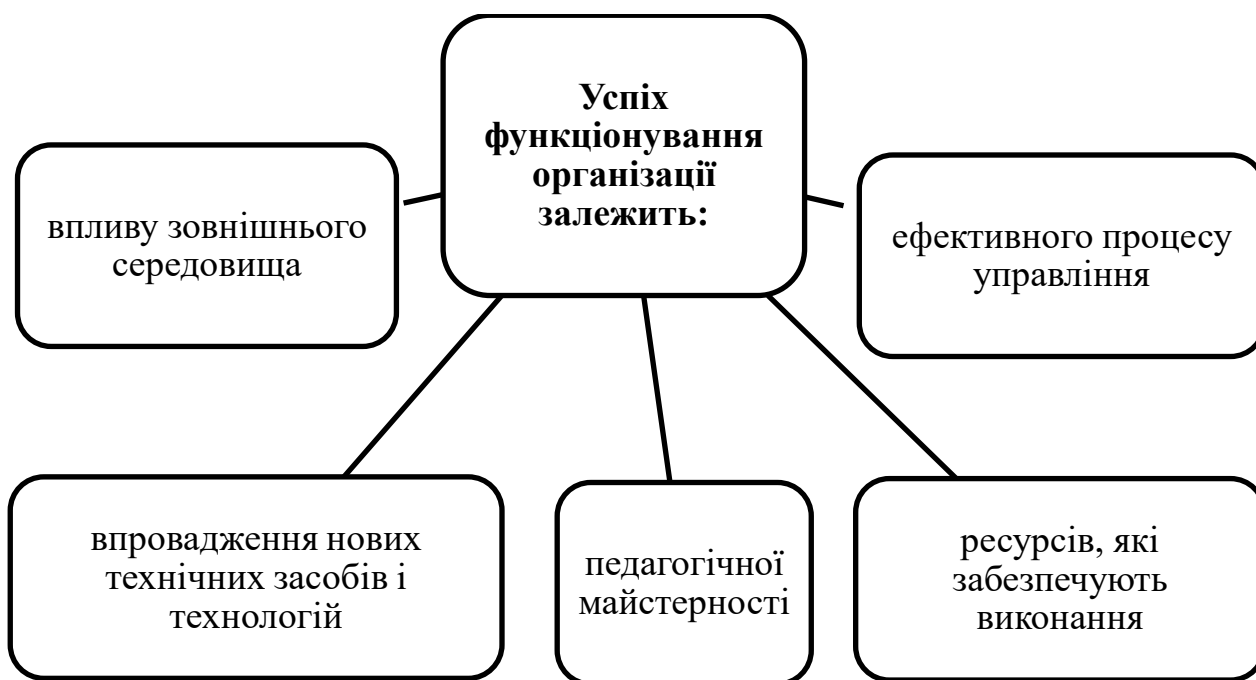 Успіх
функціонування
організації
залежить:
впливу зовнішнього
середовища
ефективного процесу
управління
впровадження нових
технічних засобів і
технологій
педагогічної
майстерності
ресурсів, які
забезпечують
виконання